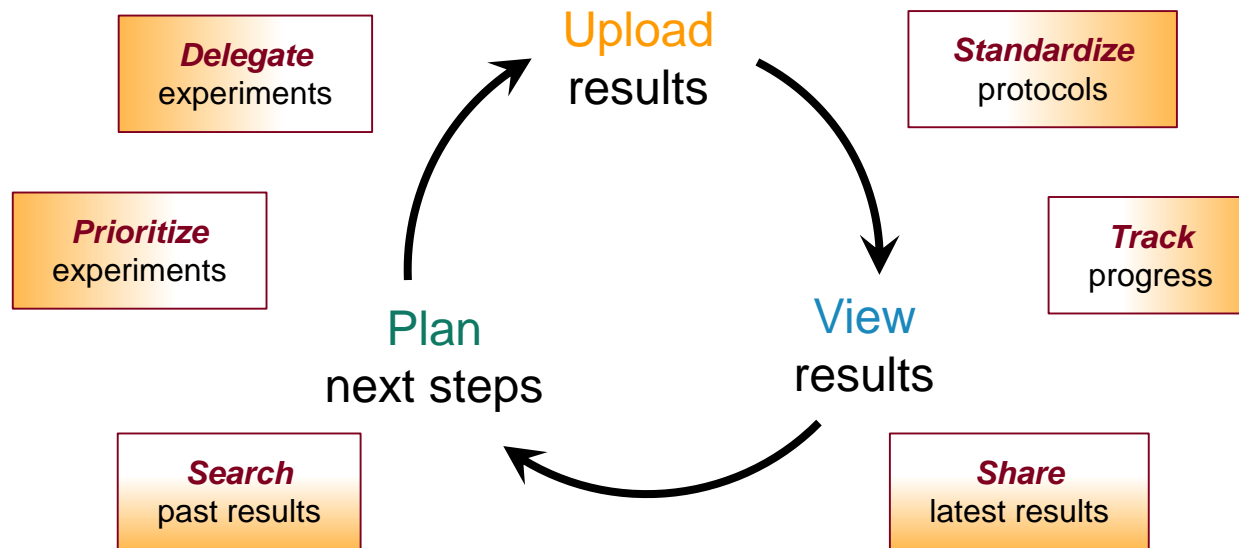 Upload
results
Delegate
experiments
Standardize
protocols
Prioritize
experiments
Track
progress
Plan
next steps
View
results
Search
past results
Share
latest results